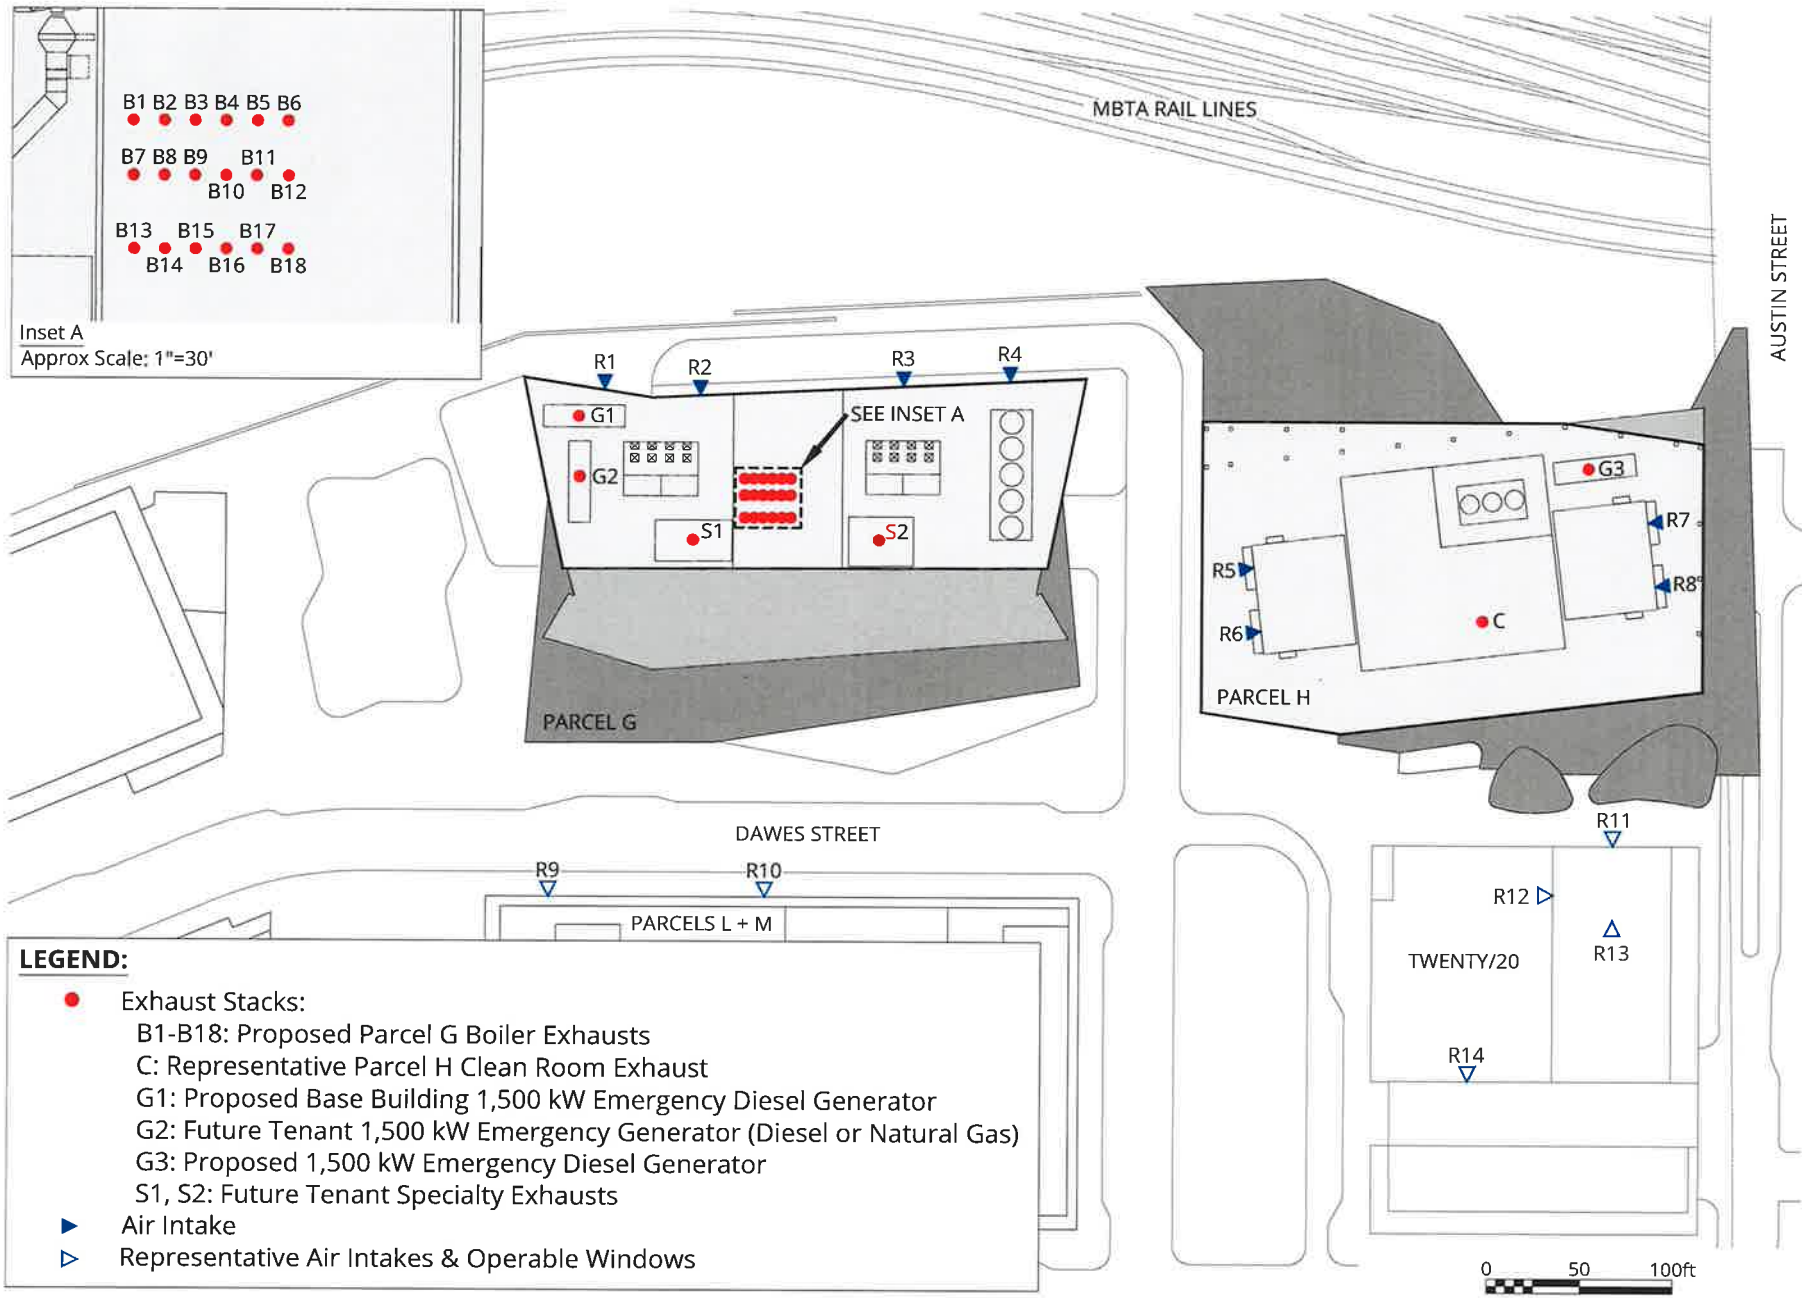 B1 B2 B3 B4 B5 B6
B7 B8 B9 B11
B10 B12
B13 B15 B17
B14 B16 B18
Inset A
Approx Scale: 1"=30'
MBTA RAIL LINES
AUSTIN STREET
R1
R2
R3
R4
G1
SEE INSET A
G2
S1
S2
G3
R7
R5
R8
R6
C
PARCEL H
PARCEL G
DAWES STREET
R9
R10
R11
R12
R13
PARCELS L + M
TWENTY/20
R14
LEGEND:
Exhaust Stacks:
B1-B18: Proposed Parcel G Boiler Exhausts
C: Representative Parcel H Clean Room Exhaust
G1: Proposed Base Building 1,500 kW Emergency Diesel Generator
G2: Future Tenant 1,500 kW Emergency Generator (Diesel or Natural Gas)
G3: Proposed 1,500 kW Emergency Diesel Generator
S1, S2: Future Tenant Specialty Exhausts
Air Intake
Representative Air Intakes & Operable Windows
0 50 100ft